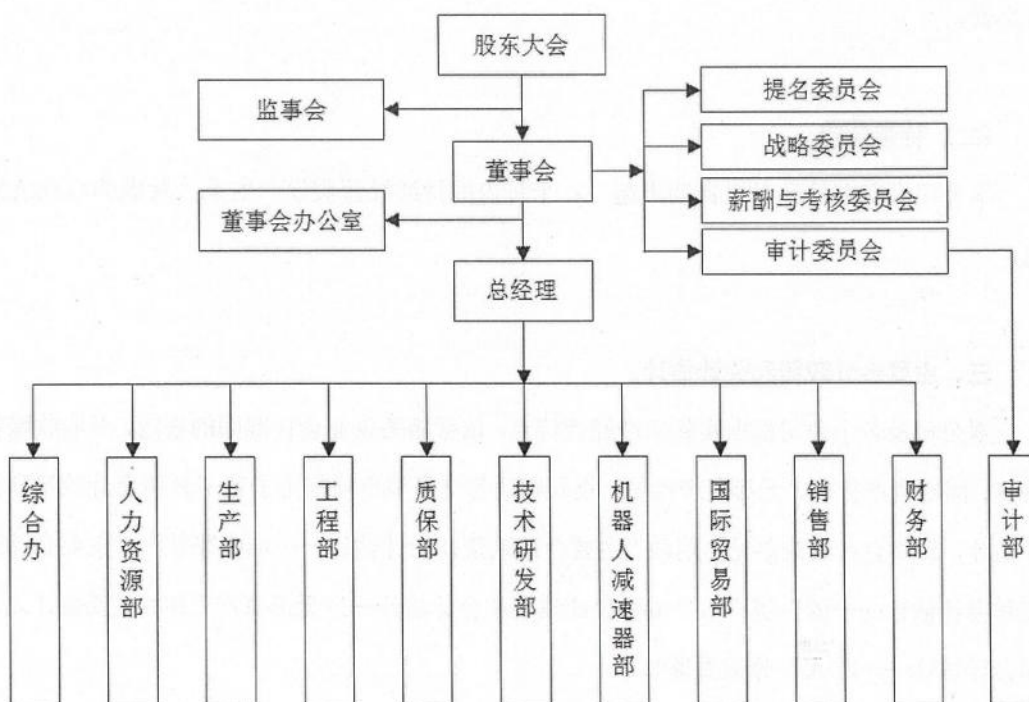 股东大会
监事会
提名委员会
战略委员会
董事会
薪酬与考核委员会
董事会办公室
审计委员会
总经理
综合办
人力资源部
生产部
工程部
质保部
技术研发部
机器人减速器部
国际贸易部
销售部
财务部
审计部